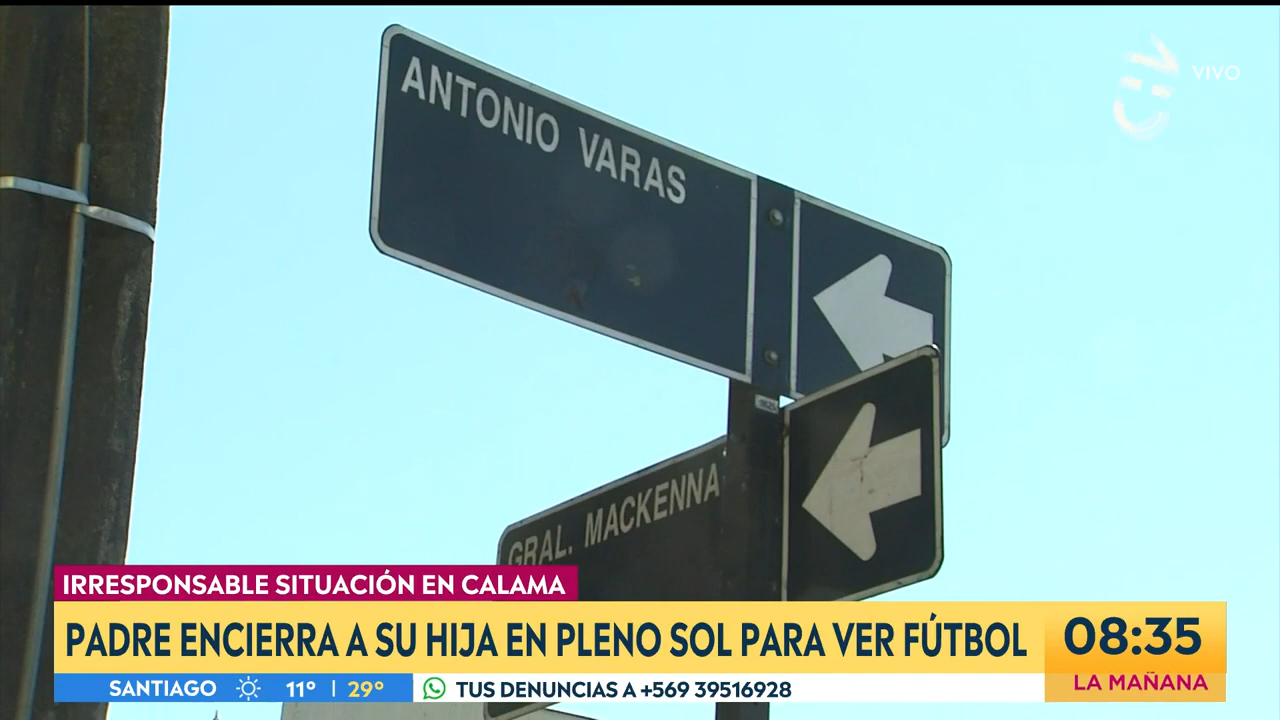 ANTONIO VARAS
CHV VIVO
GRAL. MACKENNA
IRRESPONSABLE SITUACIÓN EN CALAMA
PADRE ENCIERRA A SU HIJA EN PLENO SOL PARA VER FÚTBOL
08:35
LA MAÑANA
SANTIAGO 11° | 29°
TUS DENUNCIAS A +569 39516928